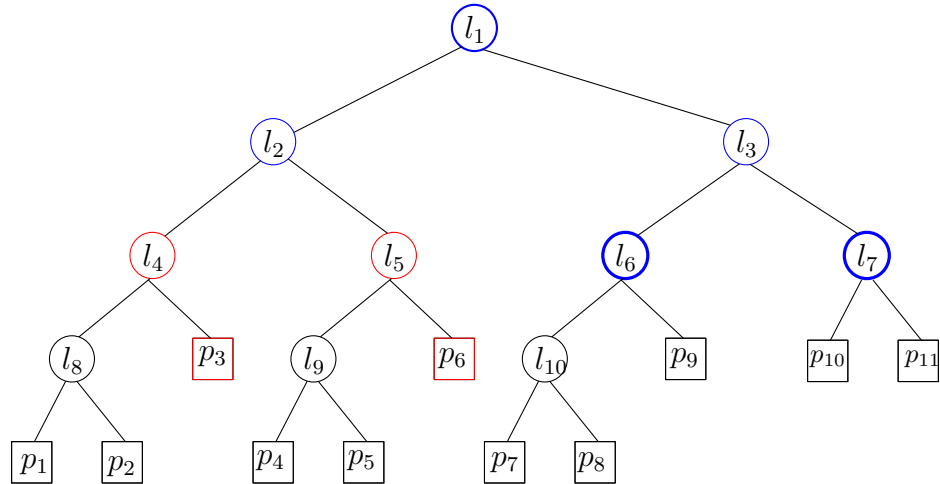 l₁
l₂ l₃
l₄ l₅ l₆ l₇
l₈ p₃ l₉ p₆ l₁₀ p₉ p₁₀ p₁₁
p₁ p₂ p₄ p₅ p₇ p₈